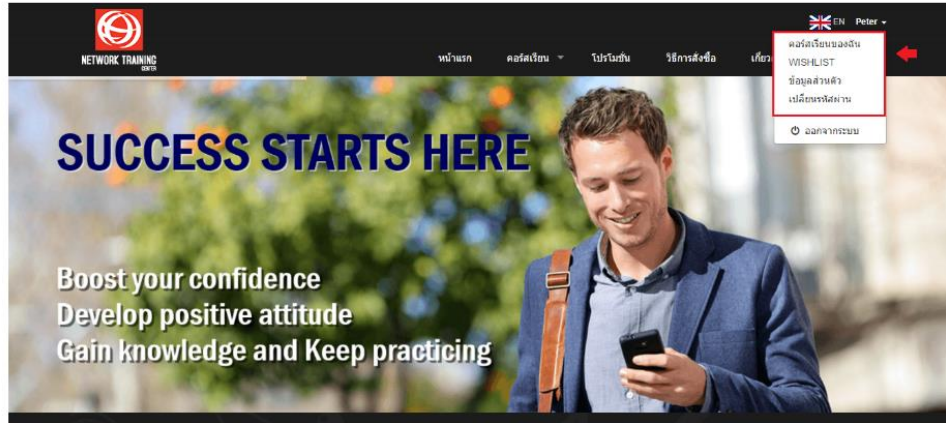 EN Peter
NETWORK TRAINING
CENTER
หน้าแรก คอร์สเรียน โปรโมชั่น วิธีการสั่งซื้อ
คอร์สเรียนของฉัน
WISHLIST
ข้อมูลส่วนตัว
เปลี่ยนรหัสผ่าน
ออกจากระบบ
SUCCESS STARTS HERE
Boost your confidence
Develop positive attitude
Gain knowledge and Keep practicing